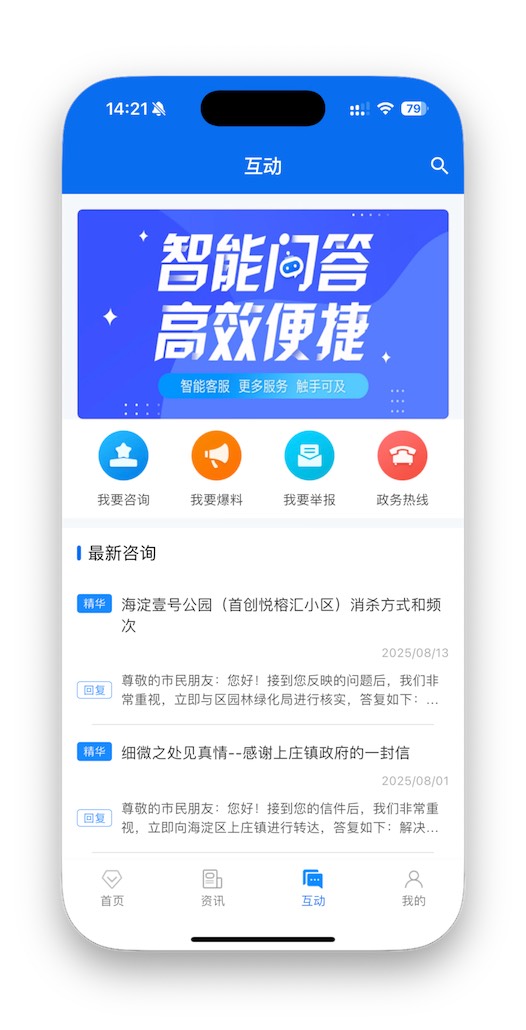 14:21
79
互动
智能问答
高效便捷
智能客服 更多服务 触手可及
我要咨询 我要爆料 我要举报 政务热线
最新咨询
精华 海淀壹号公园（首创悦榕汇小区）消杀方式和频
次
2025/08/13
尊敬的市民朋友：您好！接到您反映的问题后，我们非
回复 常重视，立即与区园林绿化局进行核实，答复如下：...
精华 细微之处见真情--感谢上庄镇政府的一封信
2025/08/01
尊敬的市民朋友：您好！接到您的信件后，我们非常重
回复 视，立即向海淀区上庄镇进行转达，答复如下：解决...
首页 资讯 互动 我的